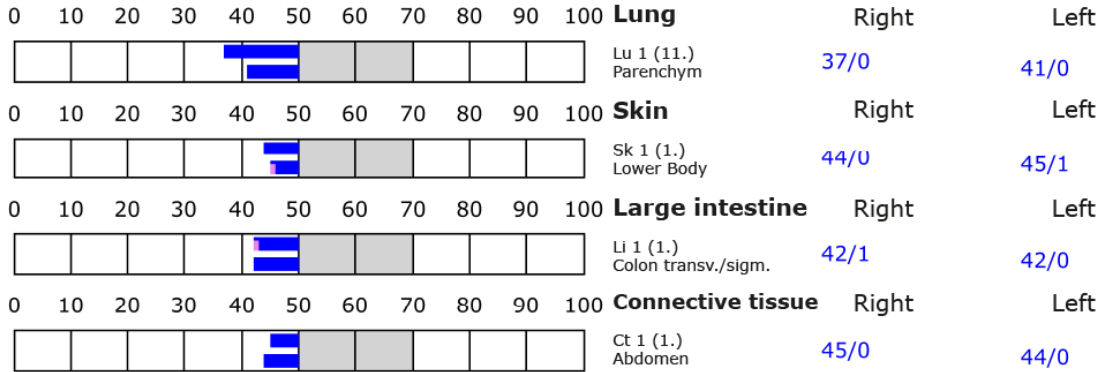 0 10 20 30 40 50 60 70 80 90 100 Lung Right Left
Lu 1 (11.) 37/0 41/0
Parenchym
0 10 20 30 40 50 60 70 80 90 100 Skin Right Left
Sk 1 (1.) 44/0 45/1
Lower Body
0 10 20 30 40 50 60 70 80 90 100 Large intestine Right Left
Li 1 (1.) 42/1 42/0
Colon transv./sigm.
0 10 20 30 40 50 60 70 80 90 100 Connective tissue Right Left
Ct 1 (1.) 45/0 44/0
Abdomen